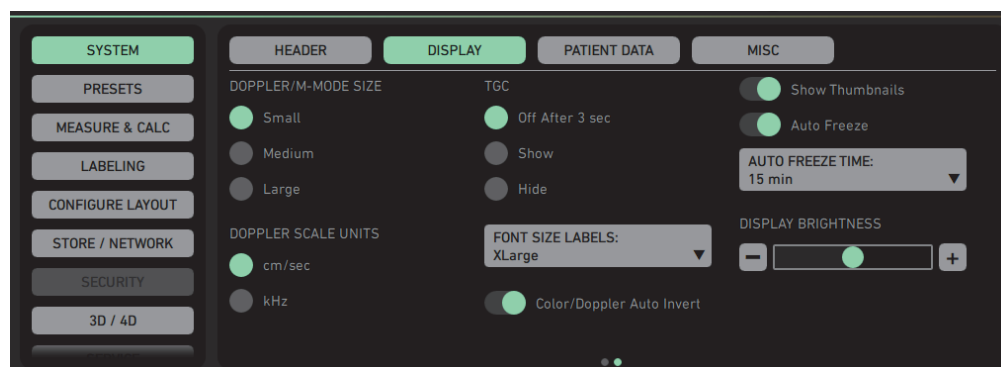 SYSTEM
PRESETS
MEASURE & CALC
LABELING
CONFIGURE LAYOUT
STORE / NETWORK
SECURITY
3D / 4D
HEADER
DISPLAY
PATIENT DATA
MISC
DOPPLER/M-MODE SIZE
Small
Medium
Large
DOPPLER SCALE UNITS
cm/sec
kHz
TGC
Off After 3 sec
Show
Hide
FONT SIZE LABELS:
XLarge
Color/Doppler Auto Invert
Show Thumbnails
Auto Freeze
AUTO FREEZE TIME:
15 min
DISPLAY BRIGHTNESS